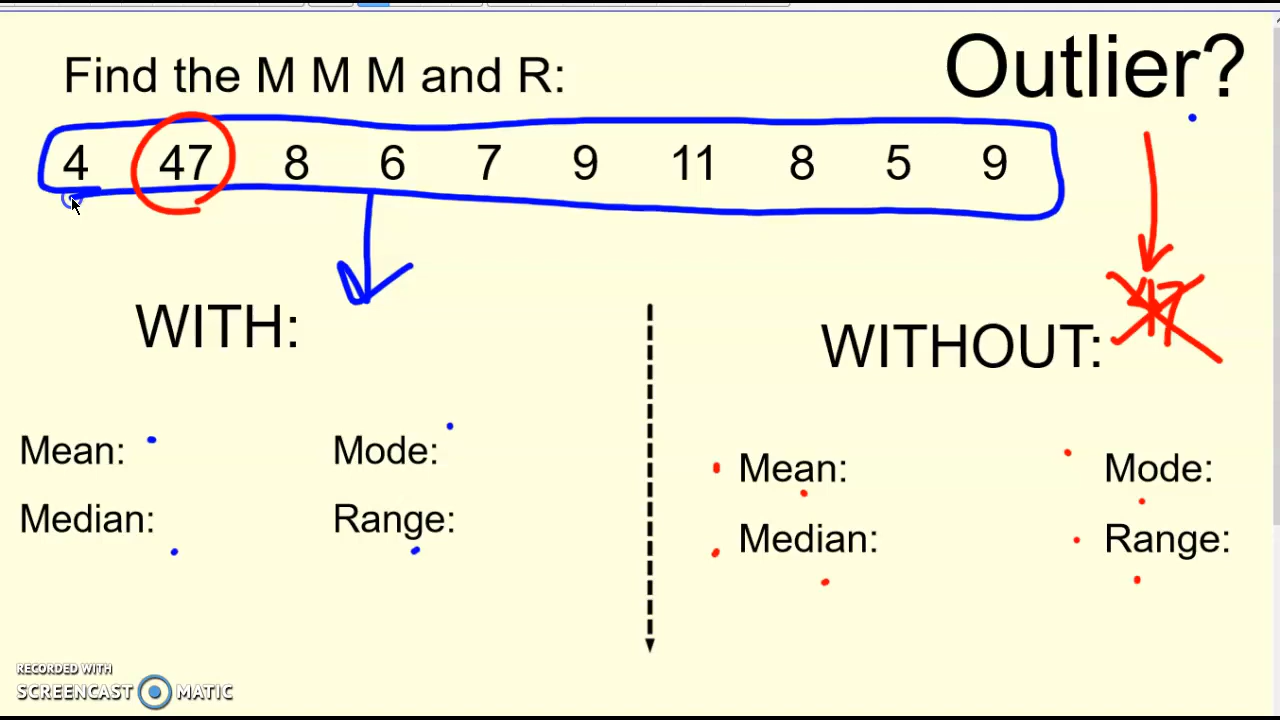 Find the M M M and R:
Outlier?
4 47 8 6 7 9 11 8 5 9
WITH:
WITHOUT:
47
Mean:
Mode:
Median:
Range:
Mean:
Mode:
Median:
Range:
RECORDED WITH
SCREENCAST MATIC